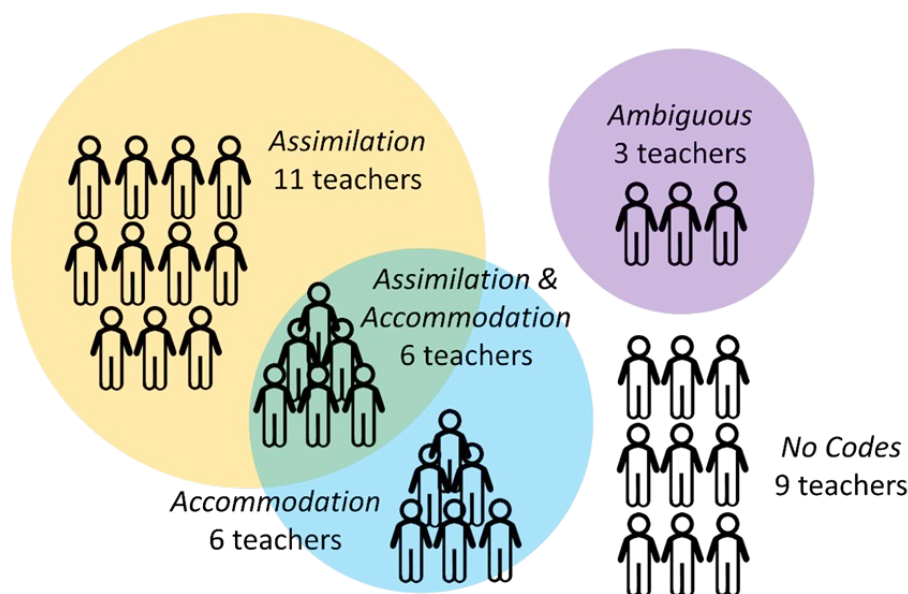 Assimilation
11 teachers
Ambiguous
3 teachers
Assimilation &
Accommodation
6 teachers
Accommodation
6 teachers
No Codes
9 teachers